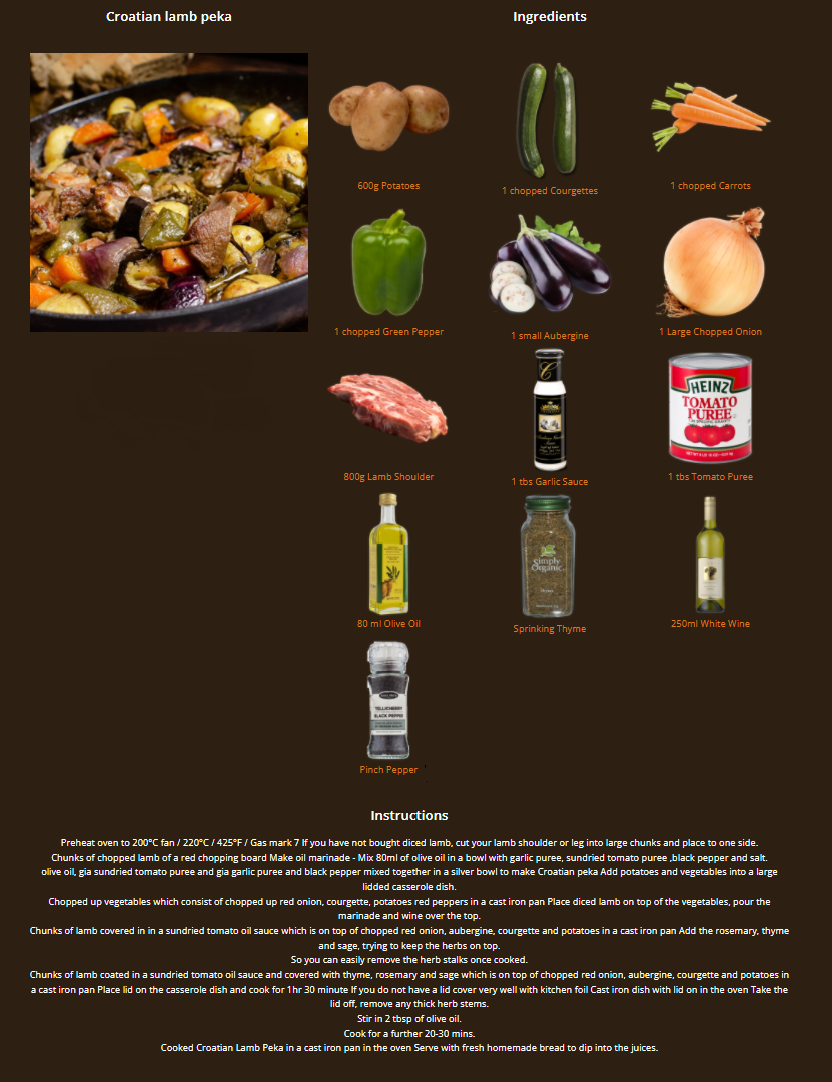 Croatian lamb peka
Ingredients
600g Potatoes
1 chopped Courgettes
1 chopped Carrots
1 chopped Green Pepper
1 small Aubergine
1 Large Chopped Onion
HEINZ
TOMATO
PUREE
800g Lamb Shoulder
1 tbs Garlic Sauce
1 tbs Tomato Puree
simply
Organic
80 ml Olive Oil
Sprinking Thyme
250ml White Wine
TELLICHERRY
BLACK PEPPER
Pinch Pepper
Instructions
Preheat oven to 200°C fan / 220°C / 425°F / Gas mark 7 If you have not bought diced lamb, cut your lamb shoulder or leg into large chunks and place to one side.
Chunks of chopped lamb of a red chopping board Make oil marinade - Mix 80ml of olive oil in a bowl with garlic puree, sundried tomato puree ,black pepper and salt.
olive oil, gia sundried tomato puree and gia garlic puree and black pepper mixed together in a silver bowl to make Croatian peka Add potatoes and vegetables into a large
lidded casserole dish.
Chopped up vegetables which consist of chopped up red onion, courgette, potatoes red peppers in a cast iron pan Place diced lamb on top of the vegetables, pour the
marinade and wine over the top.
Chunks of lamb covered in in a sundried tomato oil sauce which is on top of chopped red onion, aubergine, courgette and potatoes in a cast iron pan Add the rosemary, thyme
and sage, trying to keep the herbs on top.
So you can easily remove the herb stalks once cooked.
Chunks of lamb coated in a sundried tomato oil sauce and covered with thyme, rosemary and sage which is on top of chopped red onion, aubergine, courgette and potatoes in
a cast iron pan Place lid on the casserole dish and cook for 1hr 30 minute If you do not have a lid cover very well with kitchen foil Cast iron dish with lid on in the oven Take the
lid off, remove any thick herb stems.
Stir in 2 tbsp of olive oil.
Cook for a further 20-30 mins.
Cooked Croatian Lamb Peka in a cast iron pan in the oven Serve with fresh homemade bread to dip into the juices.